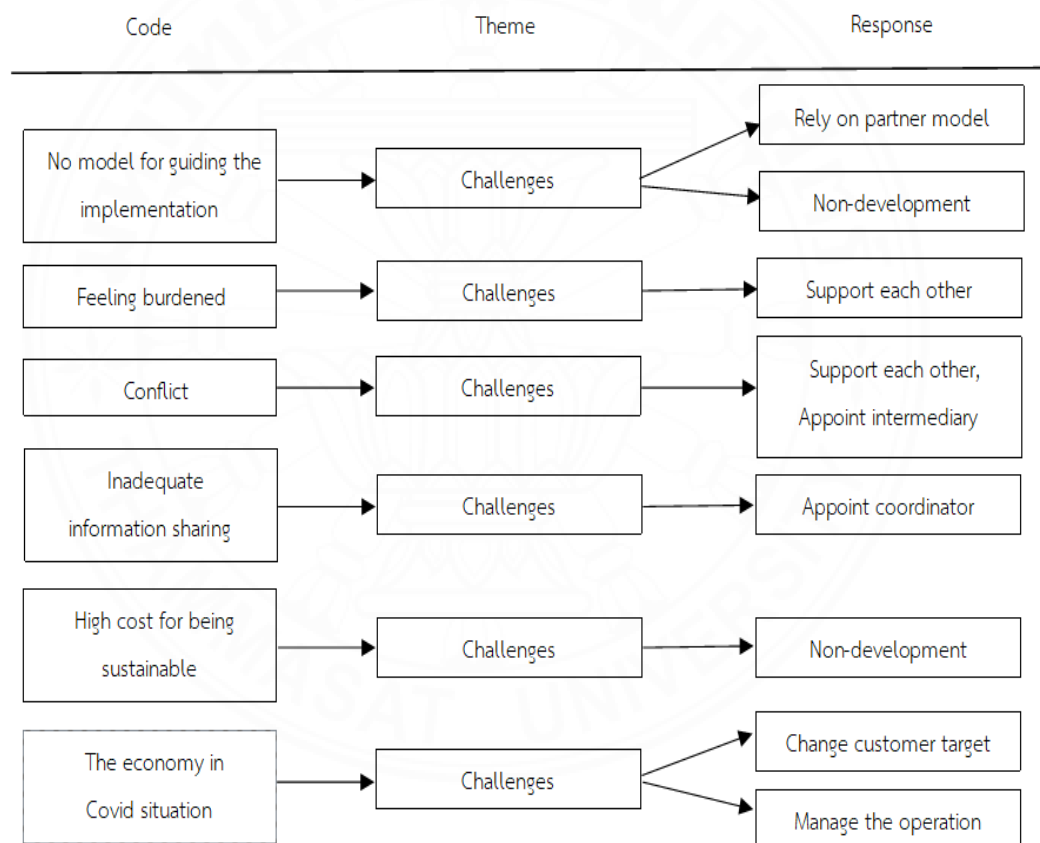 Code Theme Response
Rely on partner model
No model for guiding the
implementation
Challenges
Non-development
Feeling burdened
Challenges
Support each other
Conflict
Challenges
Support each other,
Appoint intermediary
Inadequate
information sharing
Challenges
Appoint coordinator
High cost for being
sustainable
Challenges
Non-development
The economy in
Covid situation
Challenges
Change customer target
Manage the operation